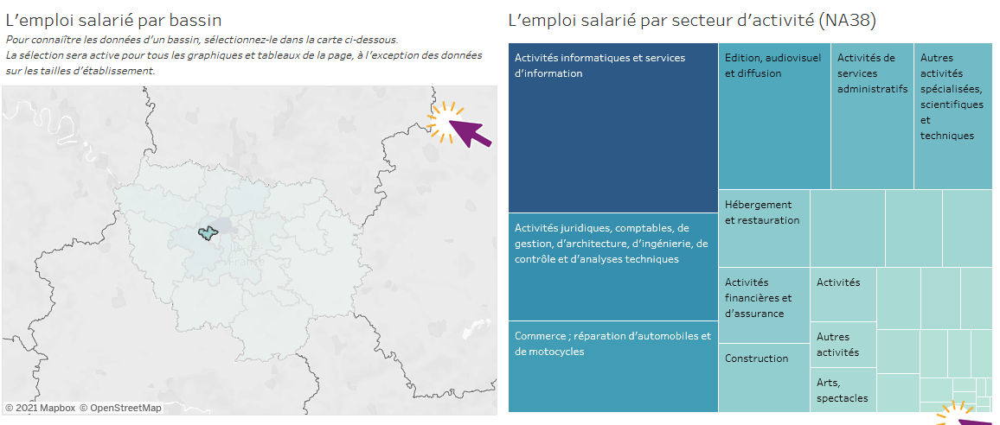 L'emploi salarié par bassin
Pour connaître les données d'un bassin, sélectionnez-le dans la carte ci-dessous.
La sélection sera active pour tous les graphiques et tableaux de la page, à l'exception des données
sur les tailles d'établissement.
© 2021 Mapbox © OpenStreetMap
L'emploi salarié par secteur d'activité (NA38)
Activités informatiques et services
d'information
Activités juridiques, comptables, de
gestion, d'architecture, d'ingénierie, de
contrôle et d'analyses techniques
Commerce ; réparation d'automobiles et
de motocycles
Edition, audiovisuel
et diffusion
Activités de
services
administratifs
Autres
activités
spécialisées,
scientifiques
et
techniques
Hébergement
et restauration
Activités
financières et
d'assurance
Construction
Activités
Autres
activités
Arts,
spectacles